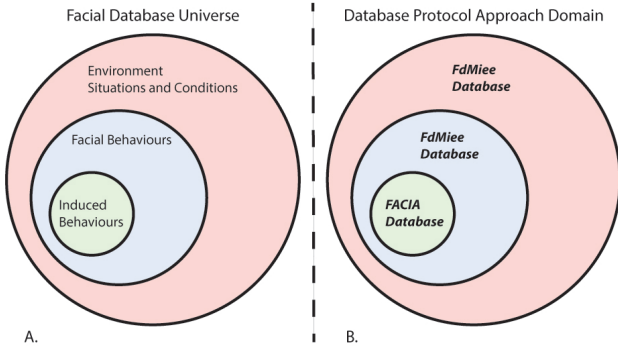 Facial Database Universe
Environment
Situations and Conditions
Facial Behaviours
Induced
Behaviours
A.
Database Protocol Approach Domain
FdMiee
Database
FdMiee
Database
FACIA
Database
B.